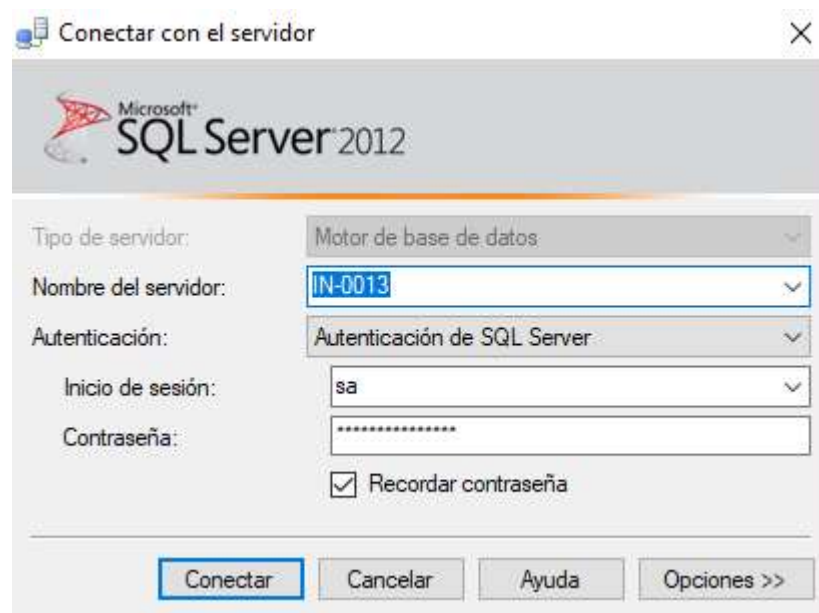 Conectar con el servidor
Microsoft
SQL Server 2012
Tipo de servidor: Motor de base de datos
Nombre del servidor: IN-0013
Autenticación: Autenticación de SQL Server
Inicio de sesión: sa
Contraseña: ***************
Recordar contraseña
Conectar Cancelar Ayuda Opciones >>